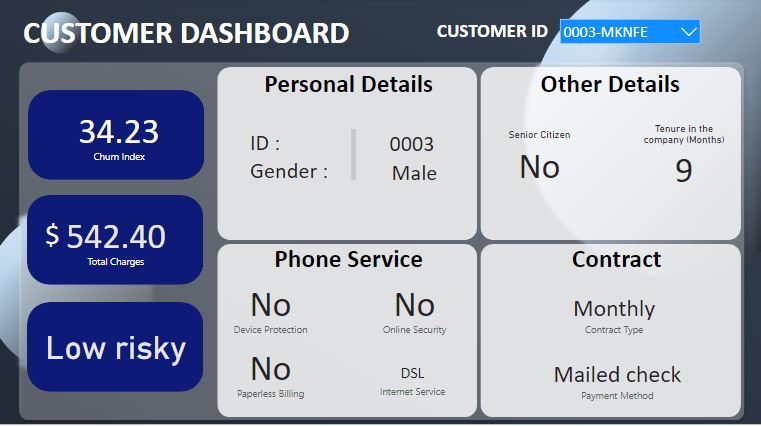 CUSTOMER DASHBOARD
CUSTOMER ID
0003-MKNFE
34.23
Churn Index
$ 542.40
Total Charges
Low risky
Personal Details
ID : 0003
Gender : Male
Other Details
Senior Citizen
No
Tenure in the
company (Months)
9
Phone Service
No
Device Protection
No
Online Security
No
Paperless Billing
DSL
Internet Service
Contract
Monthly
Contract Type
Mailed check
Payment Method